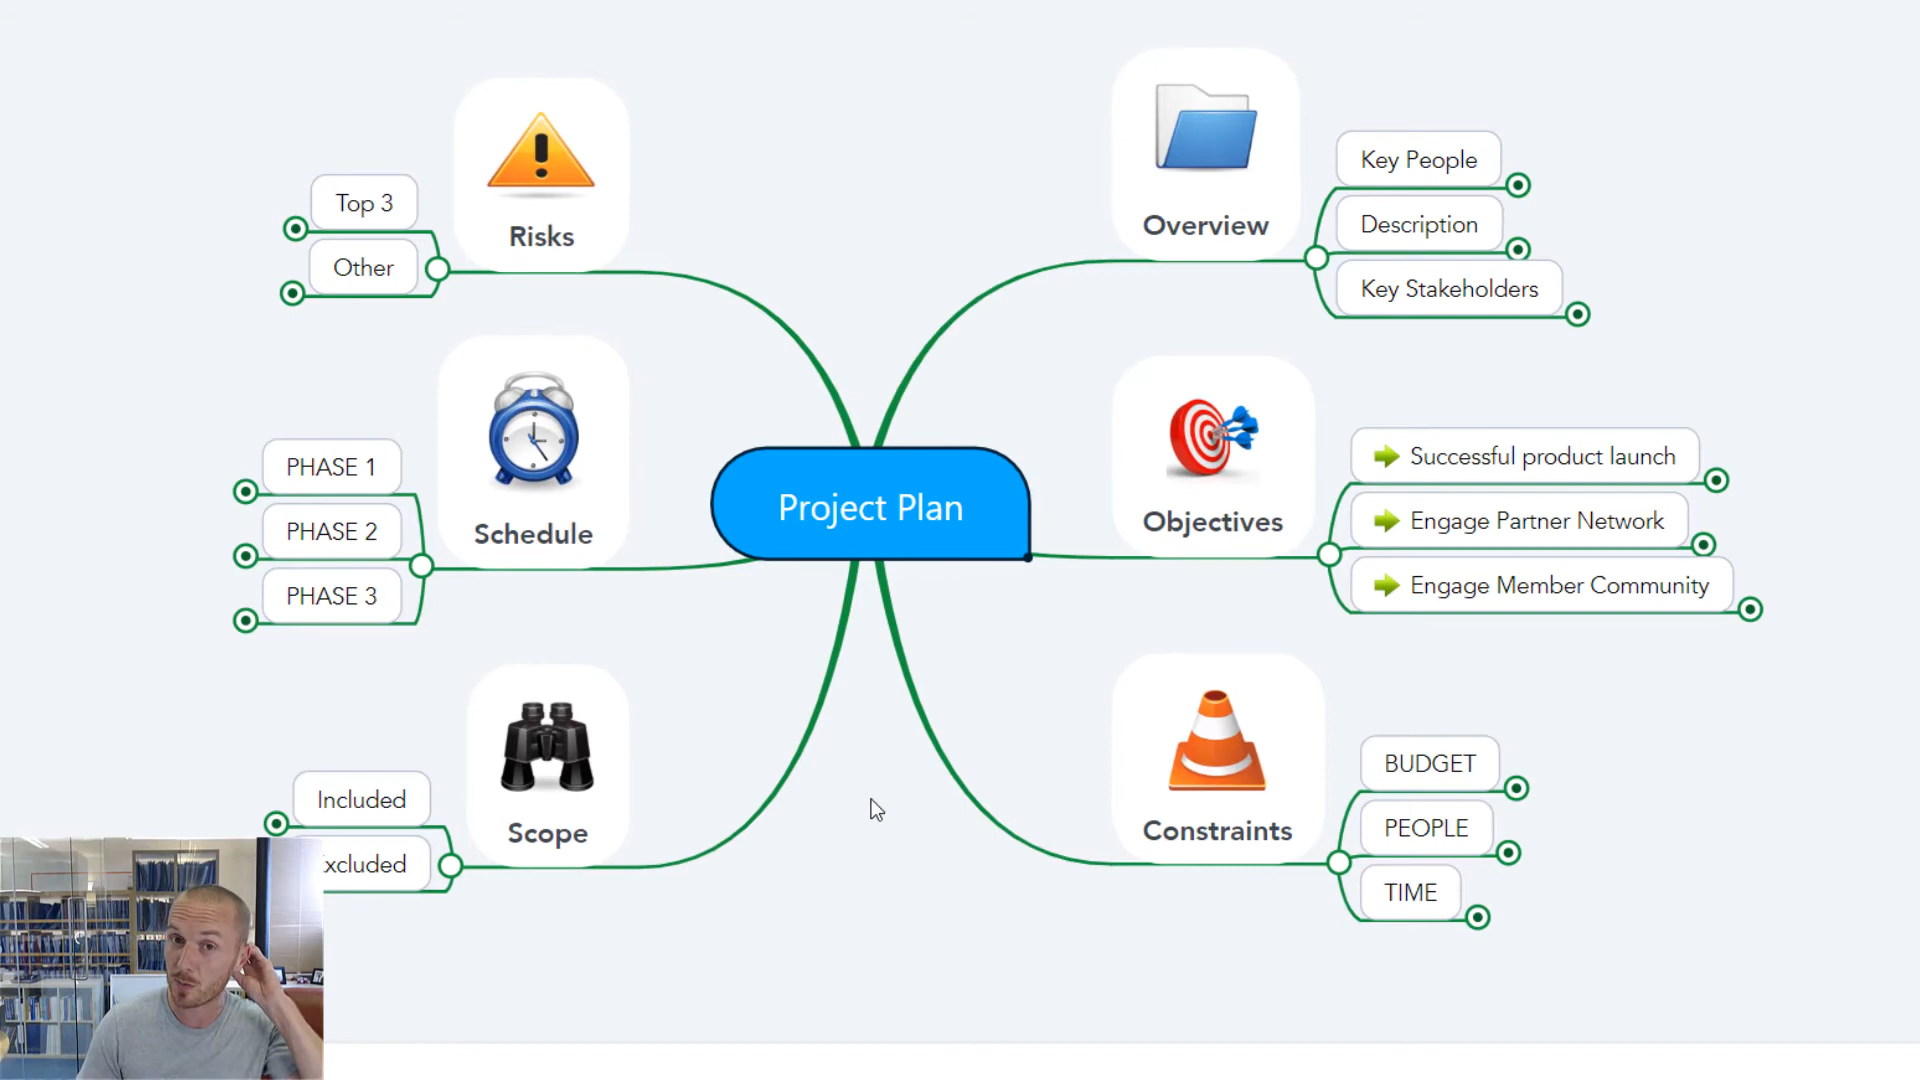 Risks
Top 3
Other
Schedule
PHASE 1
PHASE 2
PHASE 3
Scope
Included
xcluded
Project Plan
Overview
Key People
Description
Key Stakeholders
Objectives
Successful product launch
Engage Partner Network
Engage Member Community
Constraints
BUDGET
PEOPLE
TIME